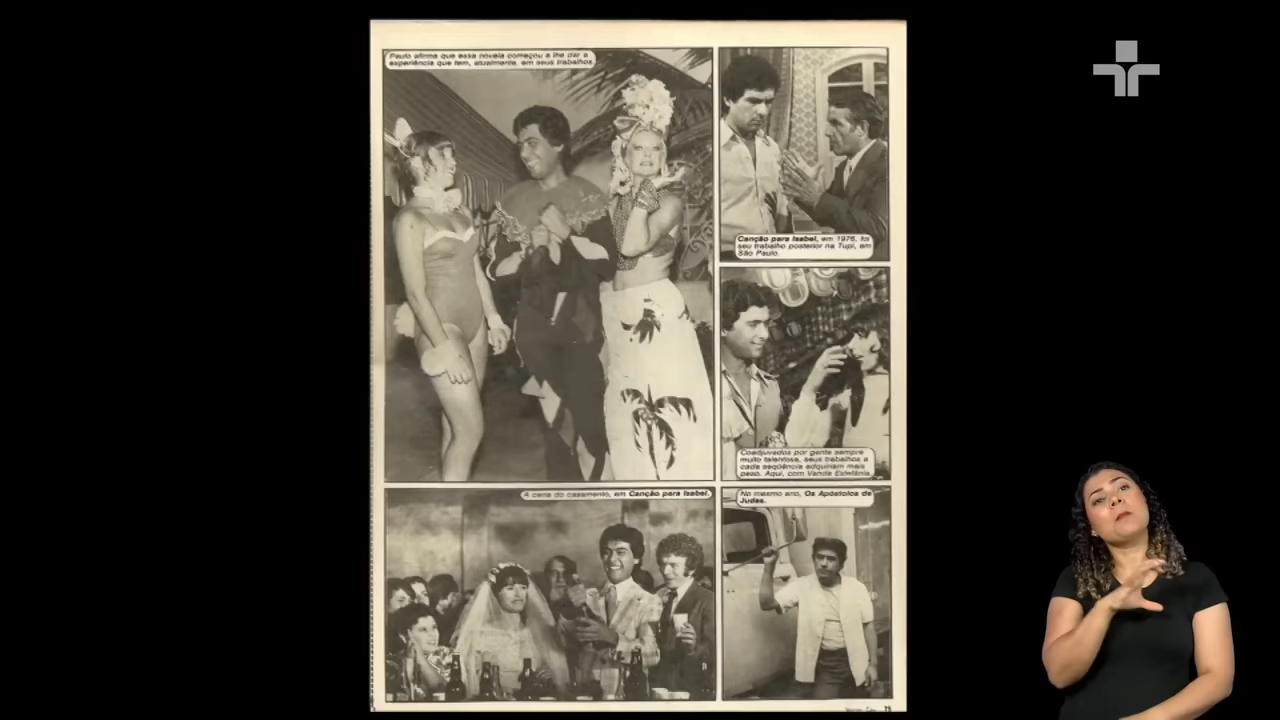 Paulo afirma que essa novela começou a lhe dar a
experiência que tem, atualmente, em seus trabalhos.
Canção para Isabel, em 1976, foi
seu trabalho posterior na Tupi, em
São Paulo.
Coadjuvados por gente sempre
muito talentosa, seus trabalhos a
cada seqüência adquiriam mais
peso. Aqui, com Wanda Estefânia.
A cena do casamento, em Canção para Isabel.
No mesmo ano, Os Apóstolos de
Judas.
75